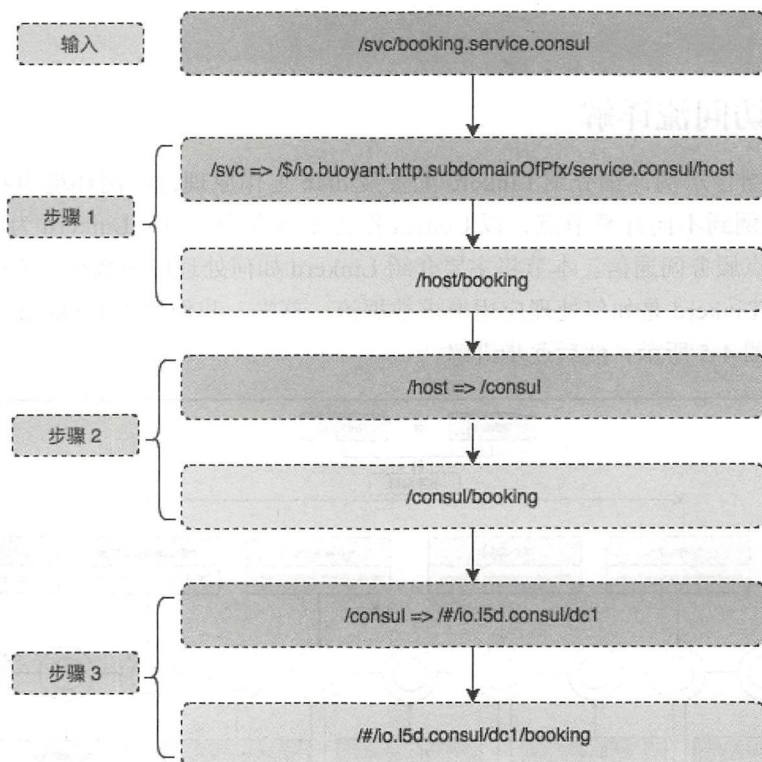 输入
/svc/booking.service.consul
步骤 1
/svc => /$/io.buoyant.http.subdomainOfPfx/service.consul/host
/host/booking
步骤 2
/host => /consul
/consul/booking
步骤 3
/consul => /#/io.l5d.consul/dc1
/#/io.l5d.consul/dc1/booking